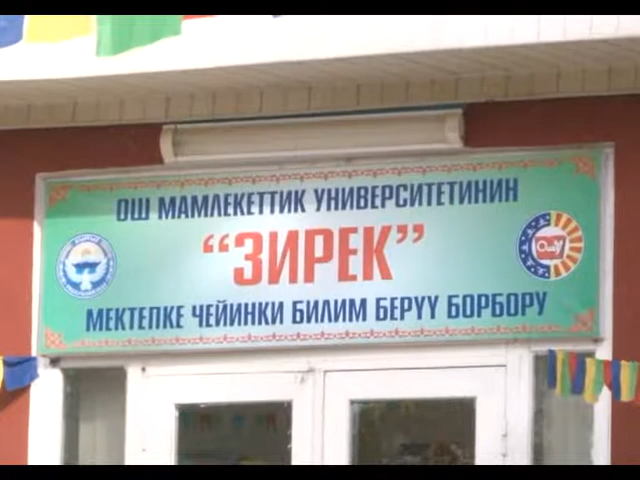 ОШ МАМЛЕКЕТТИК УНИВЕРСИТЕТИНИН
“ЗИРЕК”
МЕКТЕПКЕ ЧЕЙИНКИ БИЛИМ БЕРҮҮ БОРБОРУ